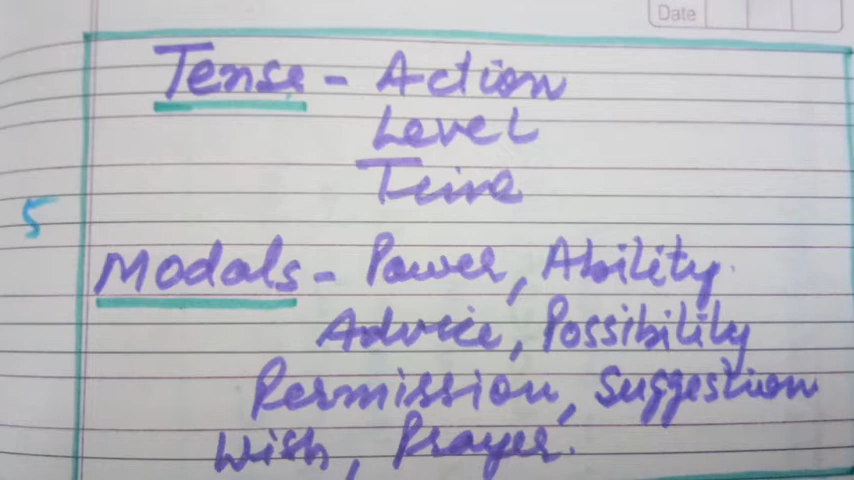 Date
Tense - Action
Level
Time
5
Modals - Power, Ability.
Advice, Possibility
Permission, Suggestion
Wish, Prayer.